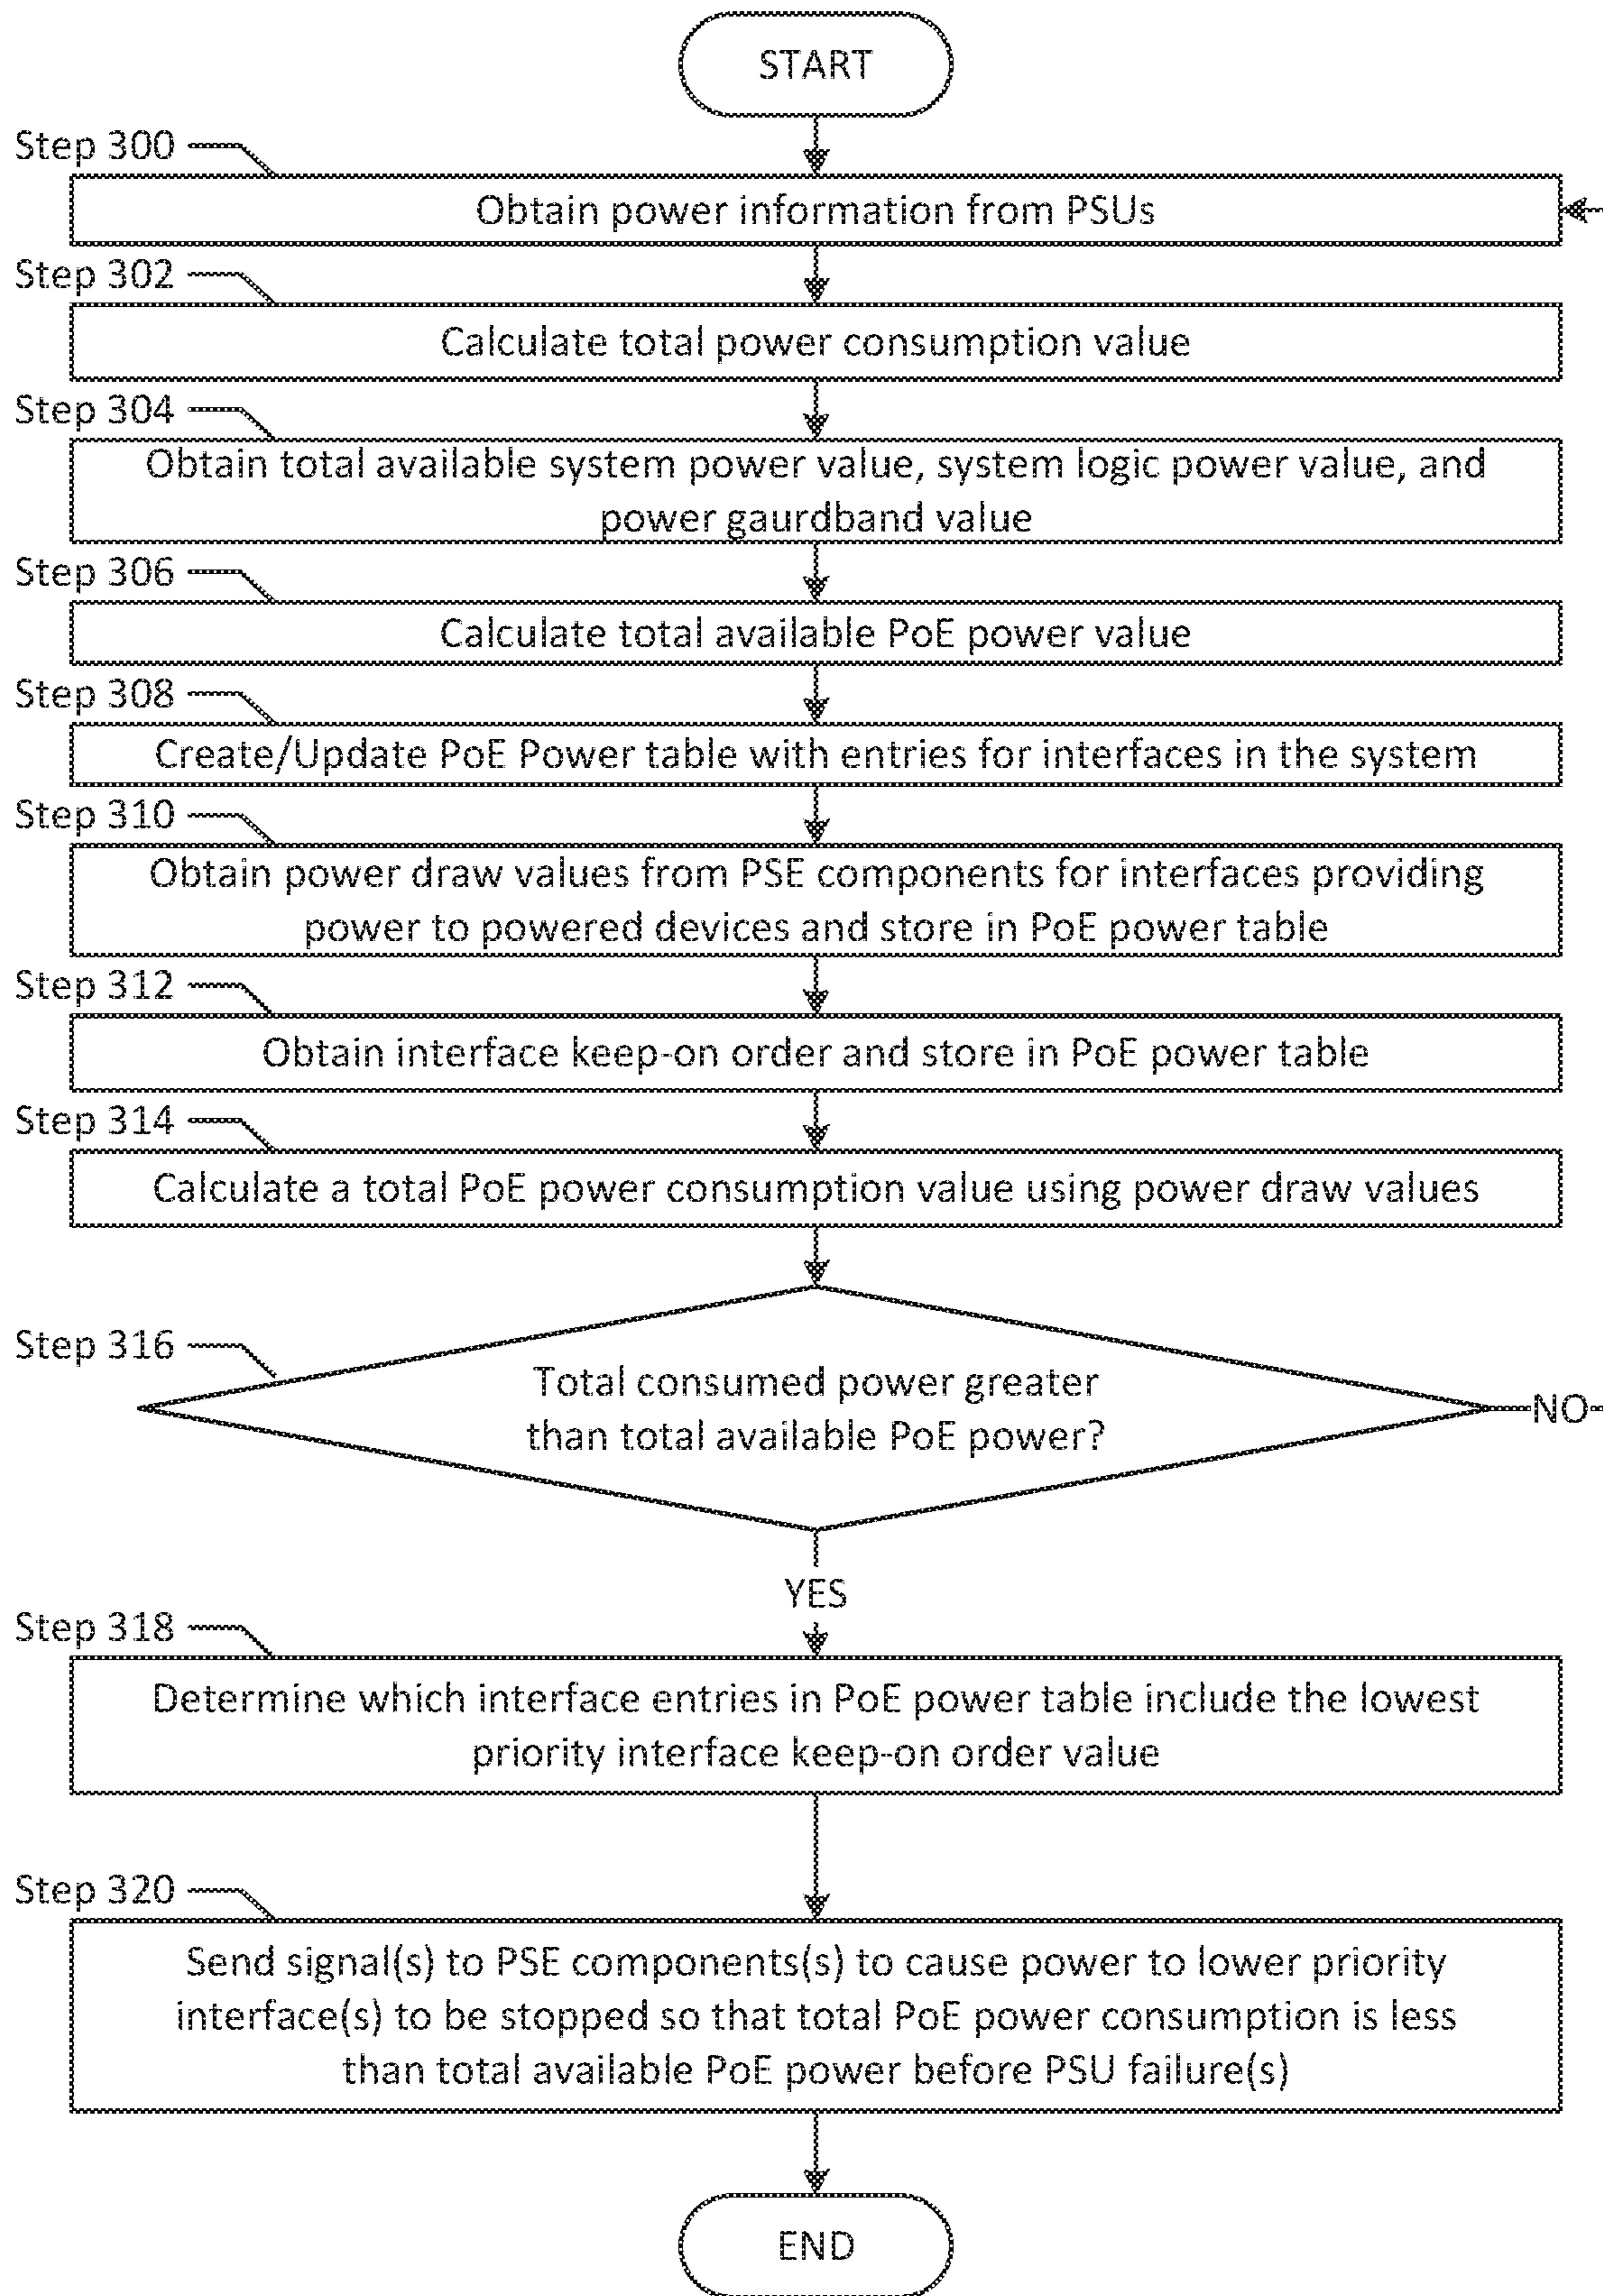 START
Step 300
Obtain power information from PSUs
Step 302
Calculate total power consumption value
Step 304
Obtain total available system power value, system logic power value, and
power gaurdband value
Step 306
Calculate total available PoE power value
Step 308
Create/Update PoE Power table with entries for interfaces in the system
Step 310
Obtain power draw values from PSE components for interfaces providing
power to powered devices and store in PoE power table
Step 312
Obtain interface keep-on order and store in PoE power table
Step 314
Calculate a total PoE power consumption value using power draw values
Step 316
Total consumed power greater
than total available PoE power?
NO
YES
Step 318
Determine which interface entries in PoE power table include the lowest
priority interface keep-on order value
Step 320
Send signal(s) to PSE components(s) to cause power to lower priority
interface(s) to be stopped so that total PoE power consumption is less
than total available PoE power before PSU failure(s)
END